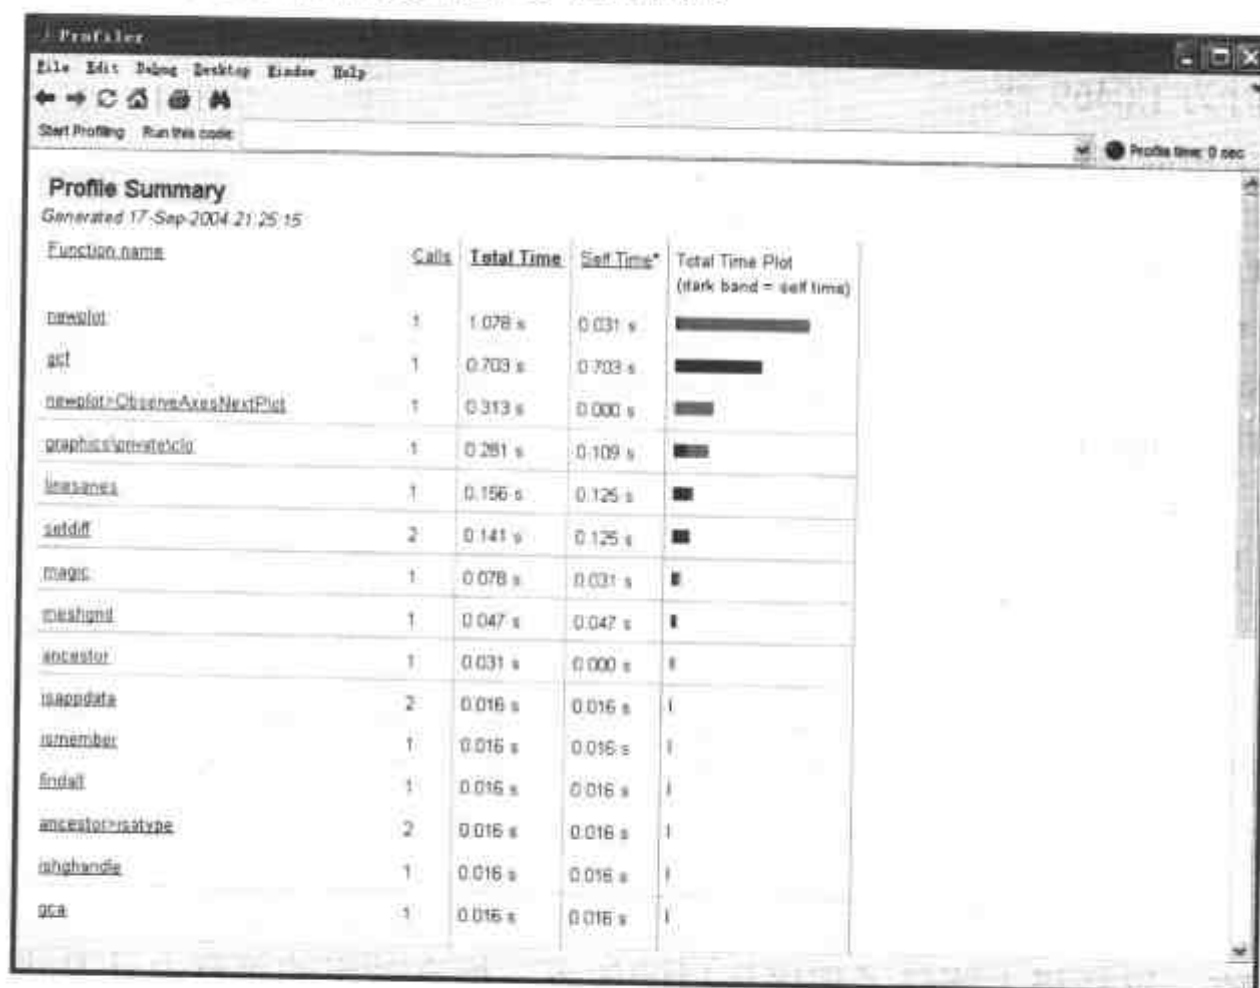 Profiler
File Edit Debug Desktop Window Help
Start Profiling Run this code:
Profile time: 0 sec
Profile Summary
Generated 17-Sep-2004 21:25:15
Function name Calls Total Time Self Time* Total Time Plot
(dark band = self time)
newplot 1 1.078 s 0.031 s
gcf 1 0.703 s 0.703 s
newplot>ObserveAxesNextPlot 1 0.313 s 0.000 s
graphics\private\clo 1 0.281 s 0.109 s
1 0.156 s 0.125 s
setdiff 2 0.141 s 0.125 s
magic 1 0.078 s 0.031 s
meshgrid 1 0.047 s 0.047 s
ancestor 1 0.031 s 0.000 s
isappdata 2 0.016 s 0.016 s
ismember 1 0.016 s 0.016 s
findall 1 0.016 s 0.016 s
ancestor>isatype 2 0.016 s 0.016 s
ishghandle 1 0.016 s 0.016 s
gca 1 0.016 s 0.016 s